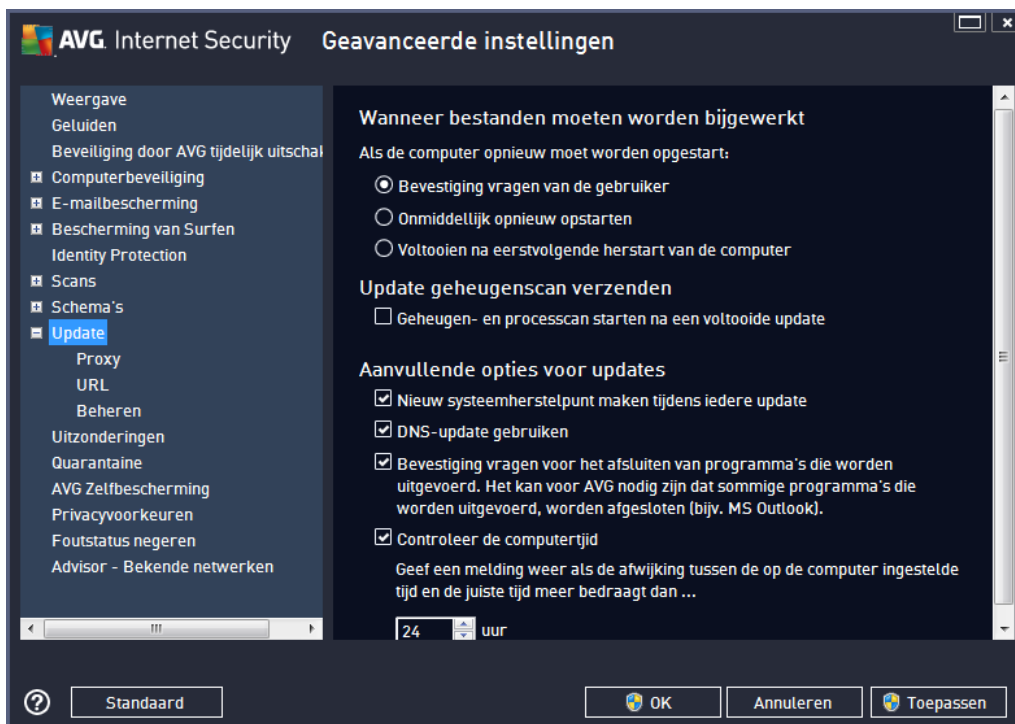 AVG. Internet Security
Geavanceerde instellingen
Weergave
Geluiden
Beveiliging door AVG tijdelijk
Computerbeveiliging
E-mailbescherming
Bescherming van Surfen
Identity Protection
Scans
Schema's
Update
Proxy
URL
Beheren
Uitzonderingen
Quarantaine
AVG Zelfbescherming
Privacyvoorkeuren
Foutstatus negeren
Advisor - Bekende netwerken
Wanneer bestanden moeten worden bijgewerkt
Als de computer opnieuw moet worden opgestart:
Bevestiging vragen van de gebruiker
Onmiddellijk opnieuw opstarten
Voltooien na eerstvolgende herstart van de computer
Update geheugenscan verzenden
Geheugen- en processcan starten na een voltooide update
Aanvullende opties voor updates
Nieuw systeemherstelpunt maken tijdens iedere update
DNS-update gebruiken
Bevestiging vragen voor het afsluiten van programma's die worden
uitgevoerd. Het kan voor AVG nodig zijn dat sommige programma's die
worden uitgevoerd, worden afgesloten (bijv. MS Outlook).
Controleer de computertjid
Geef een melding weer als de afwijking tussen de op de computer ingestelde
tijd en de juiste tijd meer bedraagt dan ...
24 uur
Standaard
OK
Annuleren
Toepassen